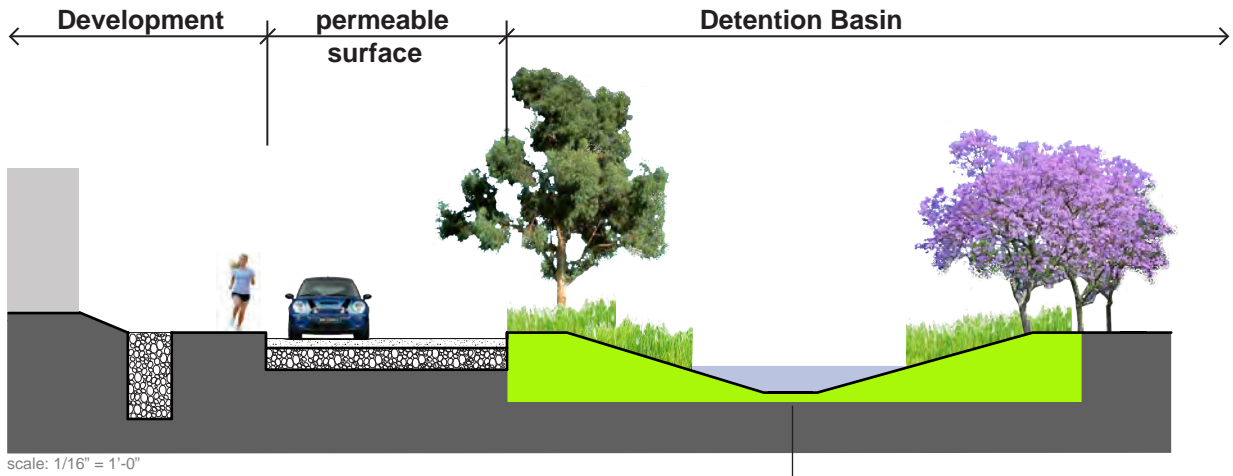 Development
permeable
surface
Detention Basin
scale: 1/16” = 1’-0”